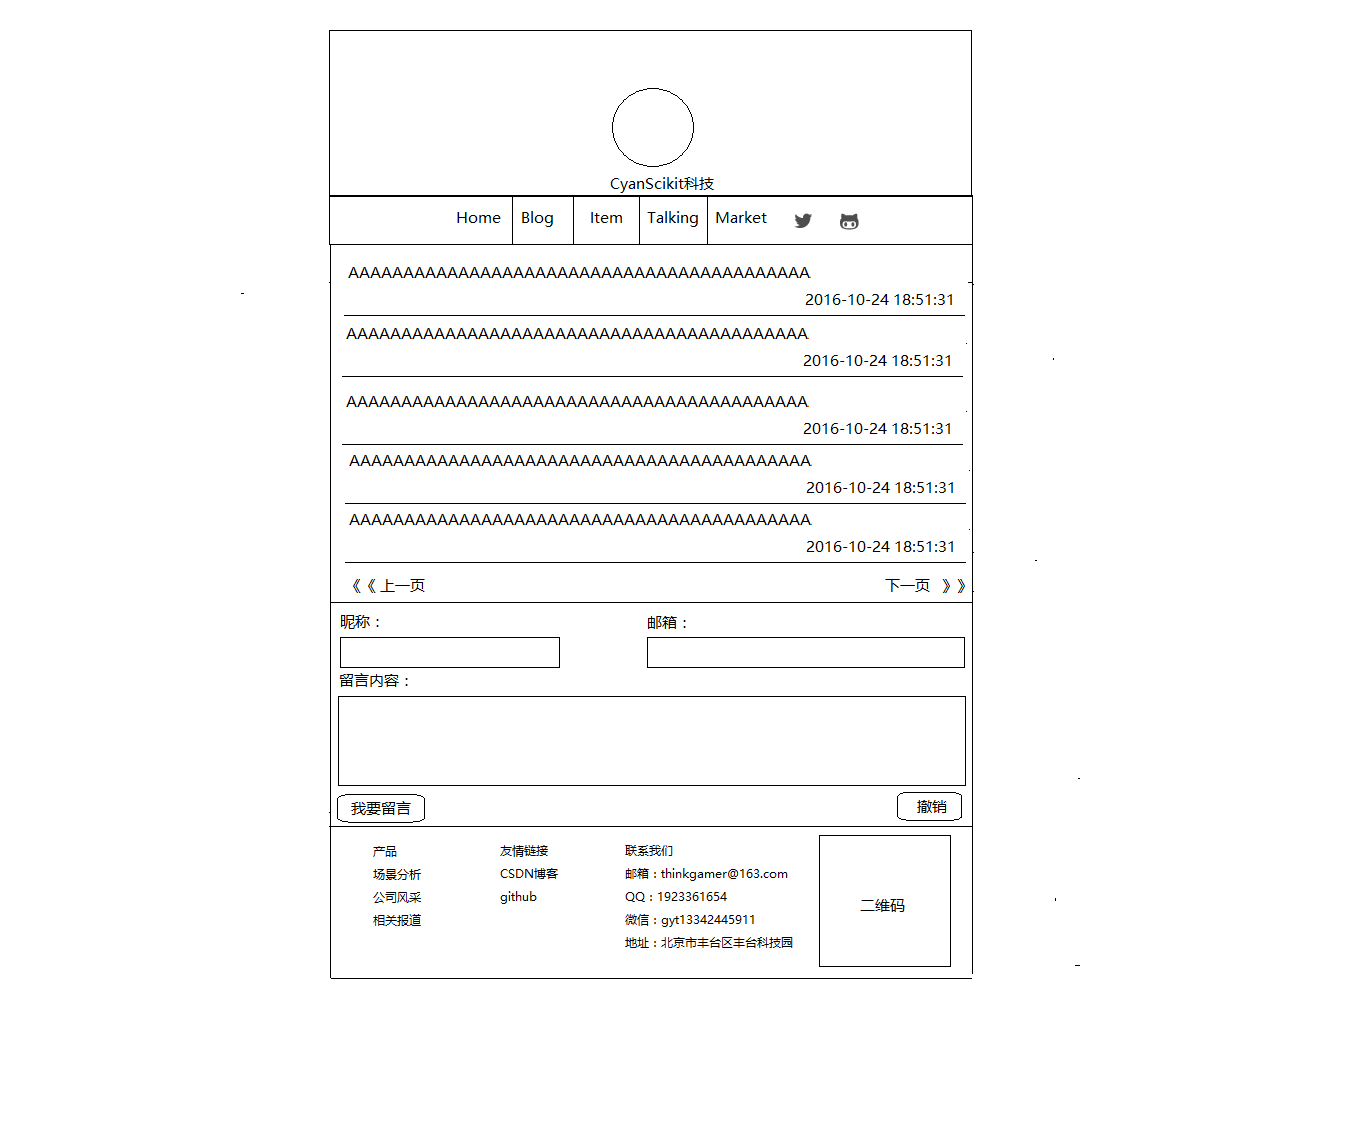 CyanScikit科技
Home Blog Item Talking Market
AAAAAAAAAAAAAAAAAAAAAAAAAAAAAAAAAAAAAAAAAA
2016-10-24 18:51:31
AAAAAAAAAAAAAAAAAAAAAAAAAAAAAAAAAAAAAAAAAA
2016-10-24 18:51:31
AAAAAAAAAAAAAAAAAAAAAAAAAAAAAAAAAAAAAAAAAA
2016-10-24 18:51:31
AAAAAAAAAAAAAAAAAAAAAAAAAAAAAAAAAAAAAAAAAA
2016-10-24 18:51:31
AAAAAAAAAAAAAAAAAAAAAAAAAAAAAAAAAAAAAAAAAA
2016-10-24 18:51:31
《《 上一页 下一页 》》
昵称： 邮箱：
留言内容：
我要留言 撤销
产品 友情链接 联系我们
场景分析 CSDN博客 邮箱：thinkgamer@163.com
公司风采 github QQ：1923361654
二维码
相关报道 微信：gyt13342445911
地址：北京市丰台区丰台科技园